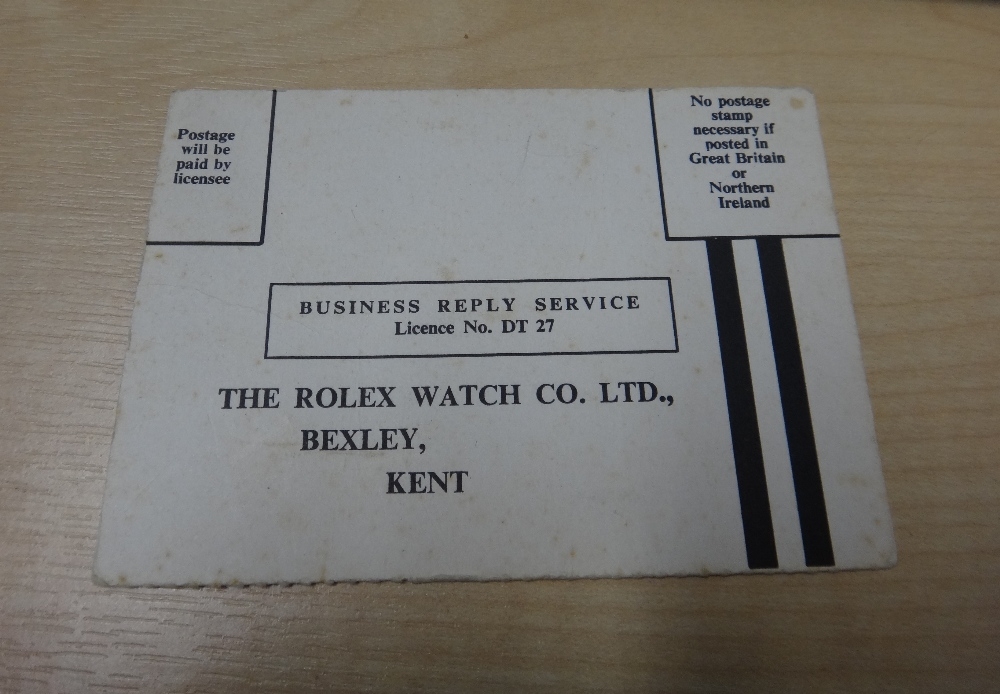 Postage
will be
paid by
licensee
No postage
stamp
necessary if
posted in
Great Britain
or
Northern
Ireland
BUSINESS REPLY SERVICE
Licence No. DT 27
THE ROLEX WATCH CO. LTD.,
BEXLEY,
KENT